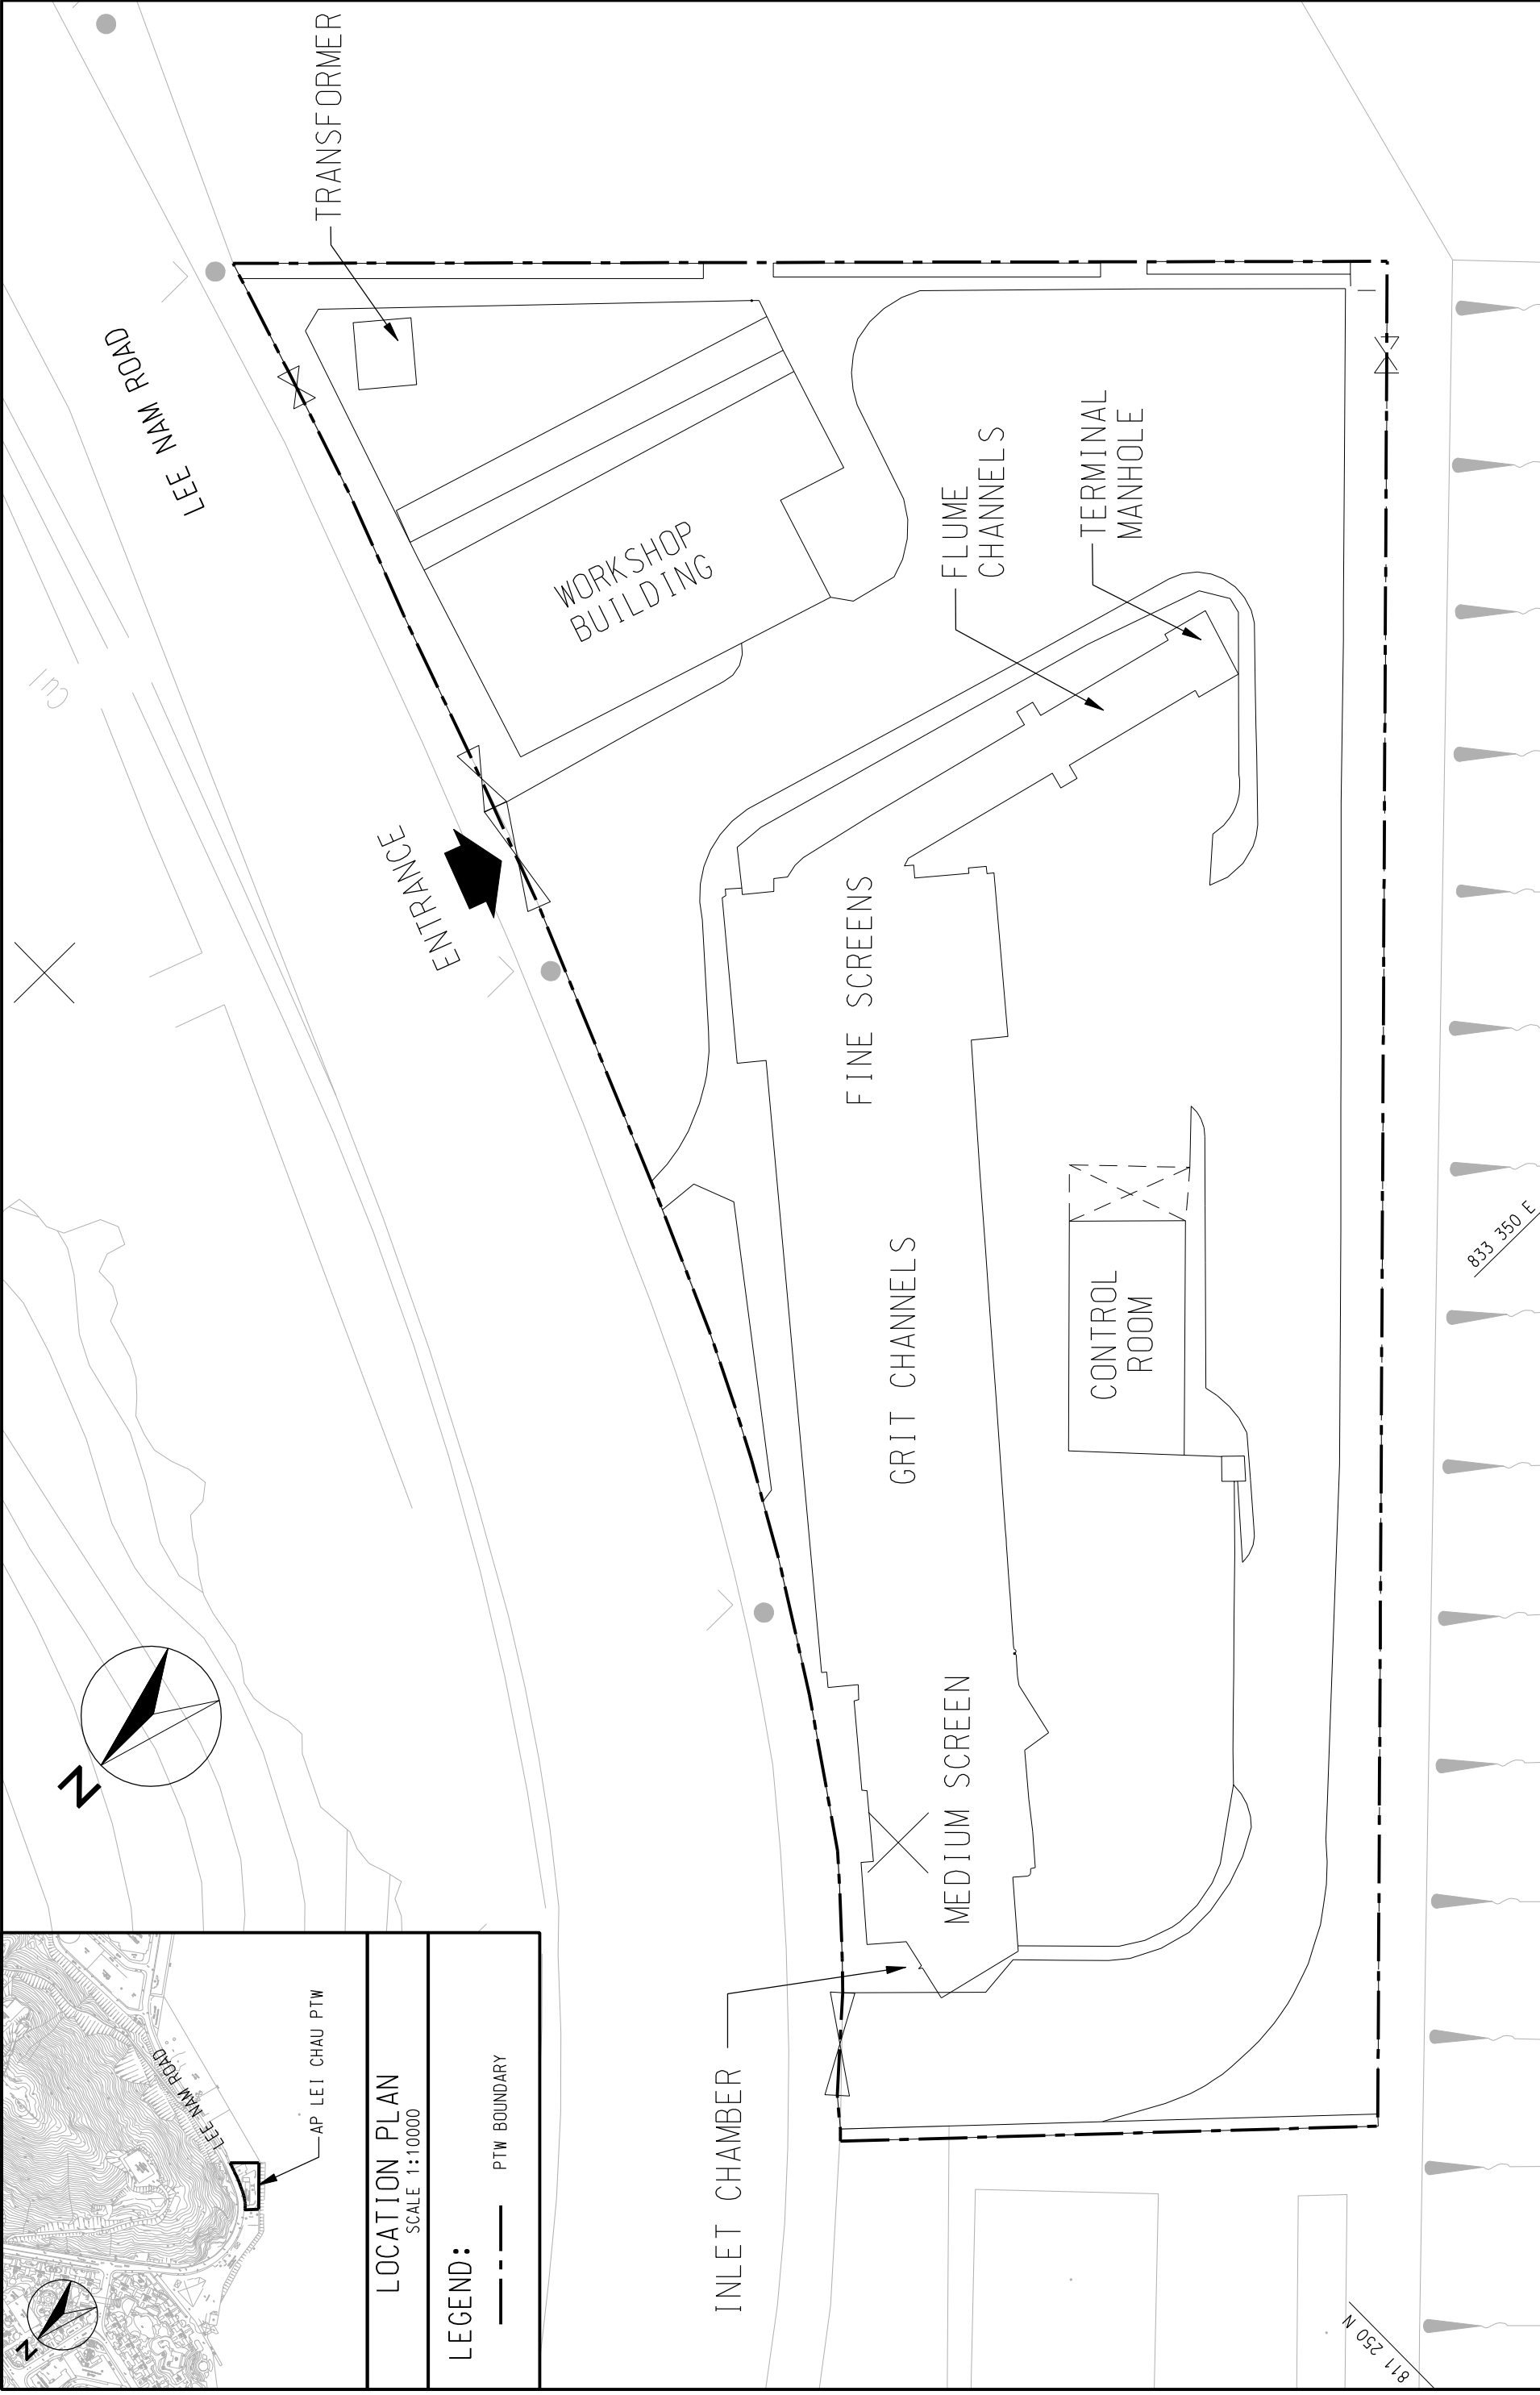 TRANSFORMER
LEE NAM ROAD
WORKSHOP
BUILDING
FLUME
CHANNELS
TERMINAL
MANHOLE
ENTRANCE
FINE SCREENS
GRIT CHANNELS
CONTROL
ROOM
MEDIUM SCREEN
INLET CHAMBER
833 350 E
811 250 N
N
LEE NAM ROAD
AP LEI CHAU PTW
N
LOCATION PLAN
SCALE 1:10000
LEGEND:
PTW BOUNDARY